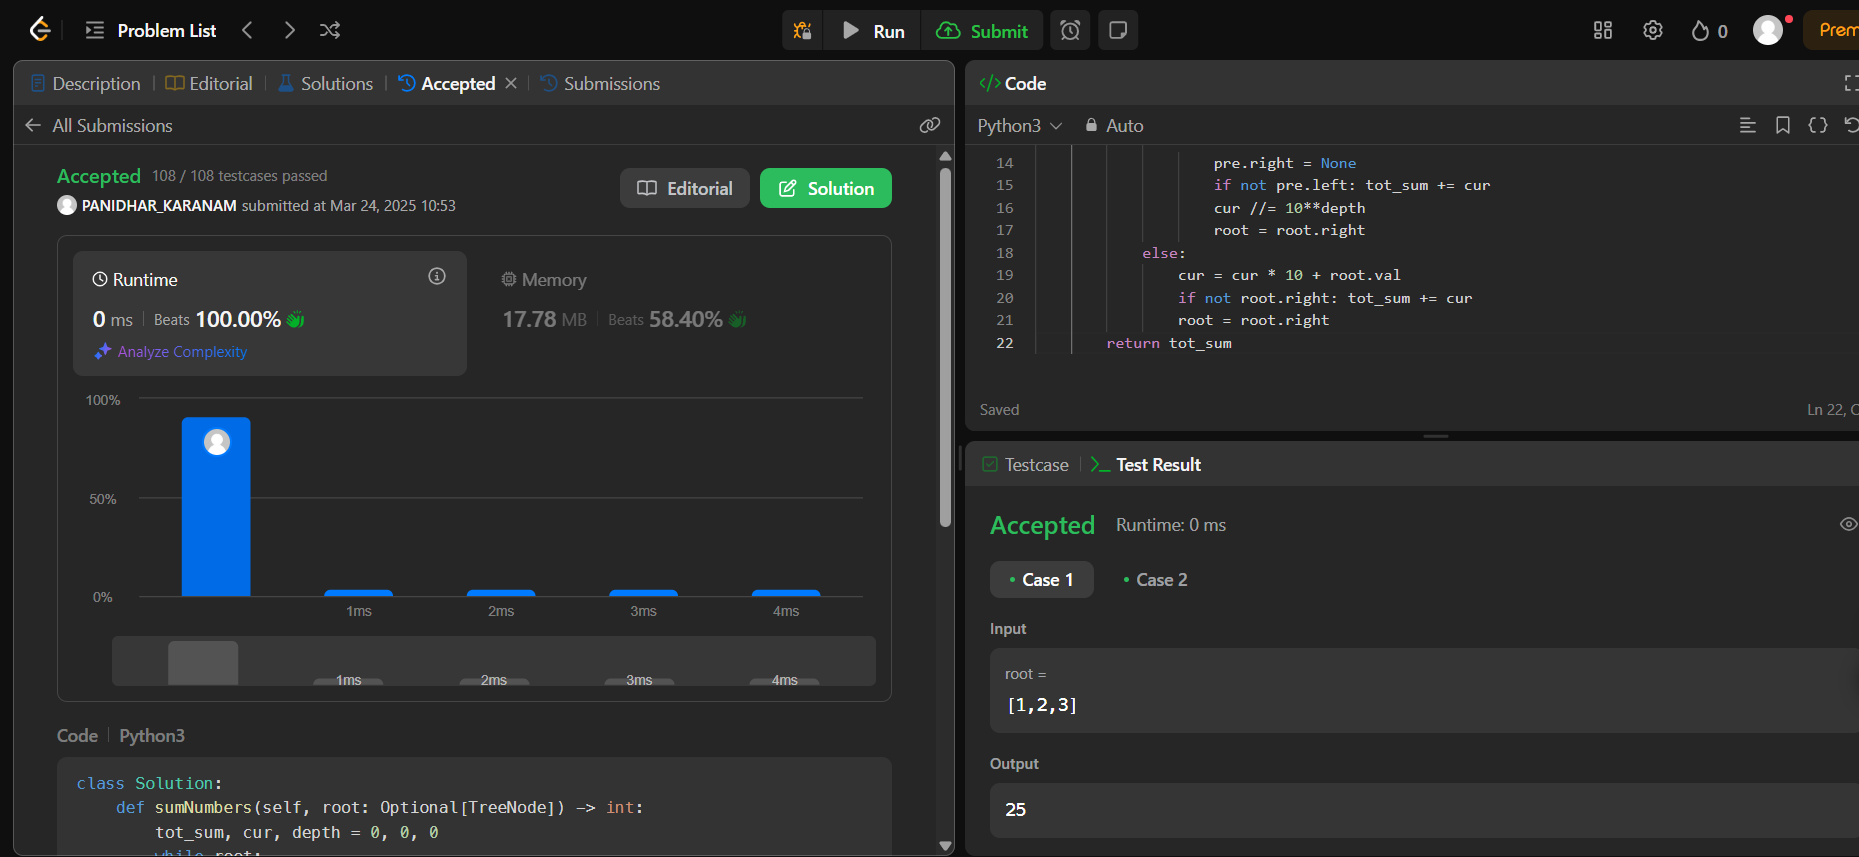 Problem List
Run
Submit
0
Prem
Description
Editorial
Solutions
Accepted
Submissions
All Submissions
Accepted 108 / 108 testcases passed
PANIDHAR_KARANAM submitted at Mar 24, 2025 10:53
Editorial
Solution
Runtime
0 ms Beats 100.00%
Analyze Complexity
Memory
17.78 MB Beats 58.40%
100%
50%
0%
1ms 2ms 3ms 4ms
1ms 2ms 3ms 4ms
Code Python3
class Solution:
def sumNumbers(self, root: Optional[TreeNode]) -> int:
tot_sum, cur, depth = 0, 0, 0
while root:
</> Code
Python3 Auto
14 pre.right = None
15 if not pre.left: tot_sum += cur
16 cur //= 10**depth
17 root = root.right
18 else:
19 cur = cur * 10 + root.val
20 if not root.right: tot_sum += cur
21 root = root.right
22 return tot_sum
Saved
Ln 22, C
Testcase
Test Result
Accepted Runtime: 0 ms
Case 1
Case 2
Input
root =
[1,2,3]
Output
25